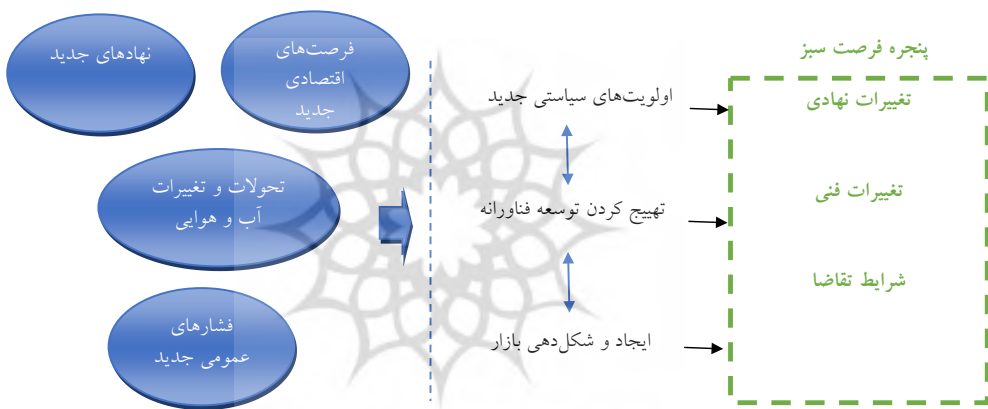 پنجره فرصت سبز
تغییرات نهادی
تغییرات فنی
شرایط تقاضا
اولویت‌های سیاستی جدید
تهییج کردن توسعه فناورانه
ایجاد و شکل‌دهی بازار
فرصت‌های
اقتصادی
جدید
نهادهای جدید
تحولات و تغییرات
آب و هوایی
فشارهای
عمومی جدید